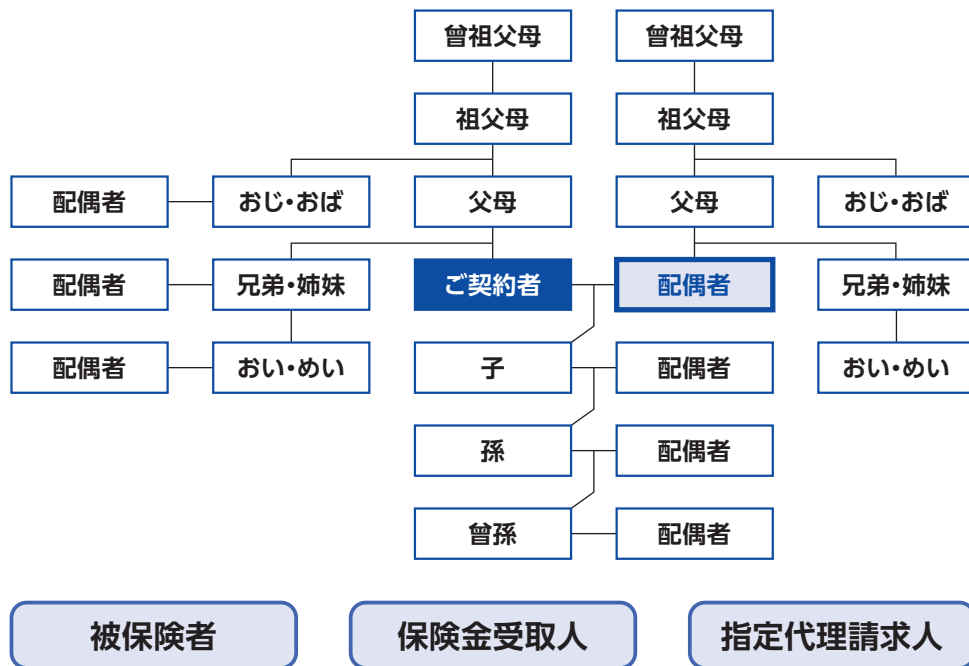 曾祖父母 曾祖父母
祖父母 祖父母
配偶者 おじ・おば 父母 父母 おじ・おば
配偶者 兄弟・姉妹 ご契約者 配偶者 兄弟・姉妹
配偶者 おい・めい 子 配偶者 おい・めい
孫 配偶者
曾孫 配偶者
被保険者 保険金受取人 指定代理請求人